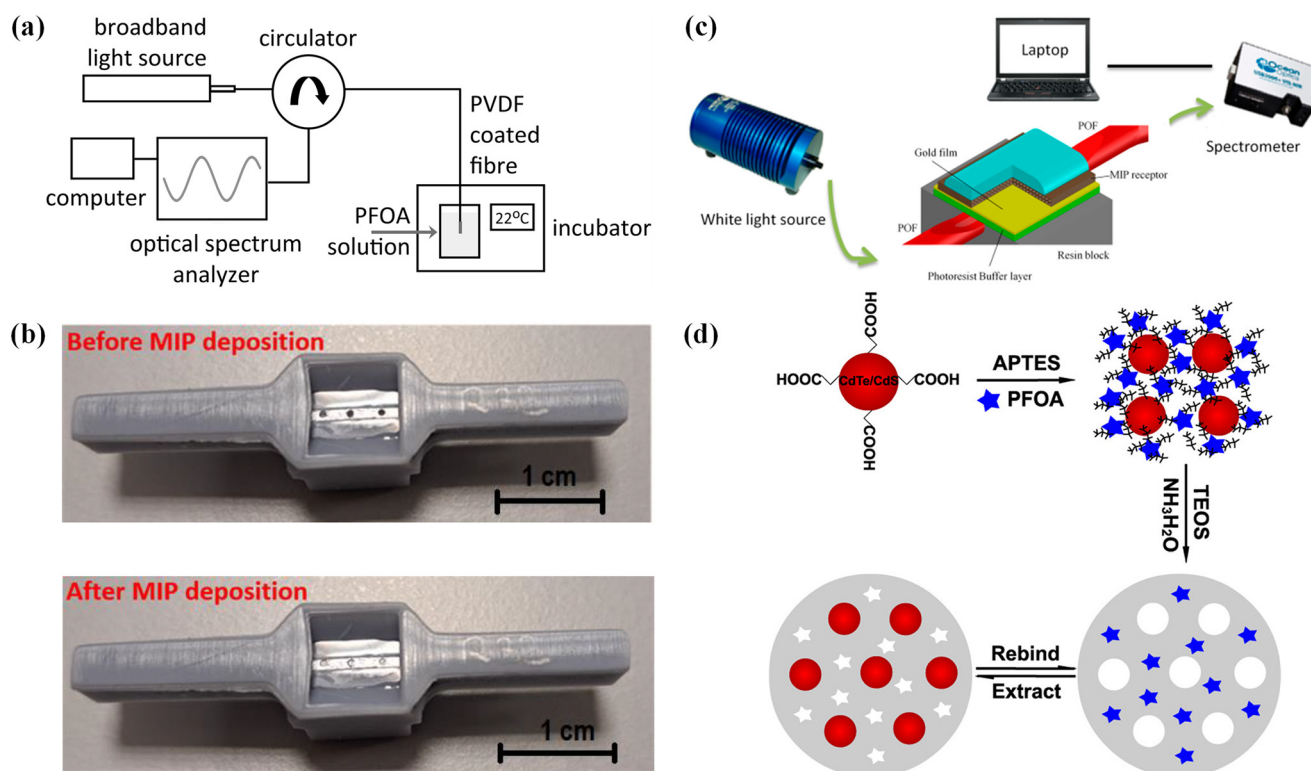 (a)
broadband
light source
circulator
PVDF
coated
fibre
computer
optical spectrum
analyzer
PFOA
solution
22°C
incubator
(b)
Before MIP deposition
1 cm
After MIP deposition
1 cm
(c)
Laptop
Ocean
Optics
Spectrometer
White light source
POF
Gold film
MIP receptor
POF
Resin block
Photoresist Buffer layer
(d)
COOH
HOOC
CdTe/CdS
COOH
COOH
APTES
PFOA
TEOS
NH3H2O
Rebind
Extract